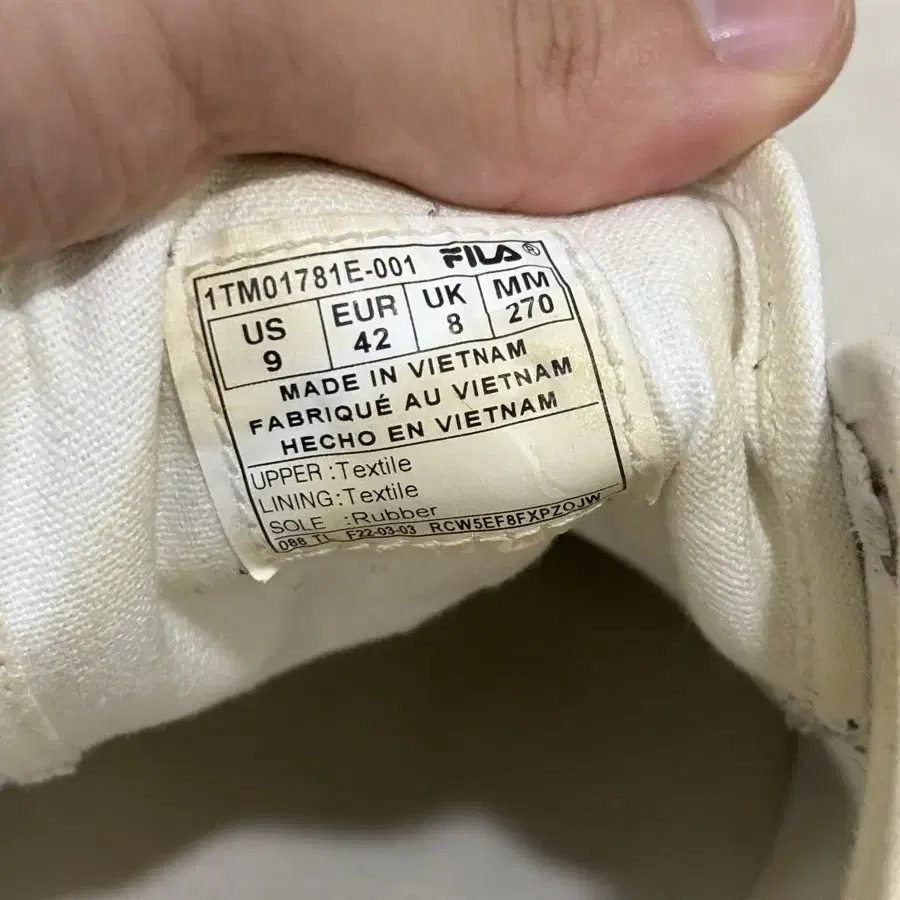 1TM01781E-001 FILA®
US EUR UK MM
9 42 8 270
MADE IN VIETNAM
FABRIQUÉ AU VIETNAM
HECHO EN VIETNAM
UPPER :Textile
LINING:Textile
SOLE :Rubber
088 TL F22-03-03 RCW5EF8FXPZOJW